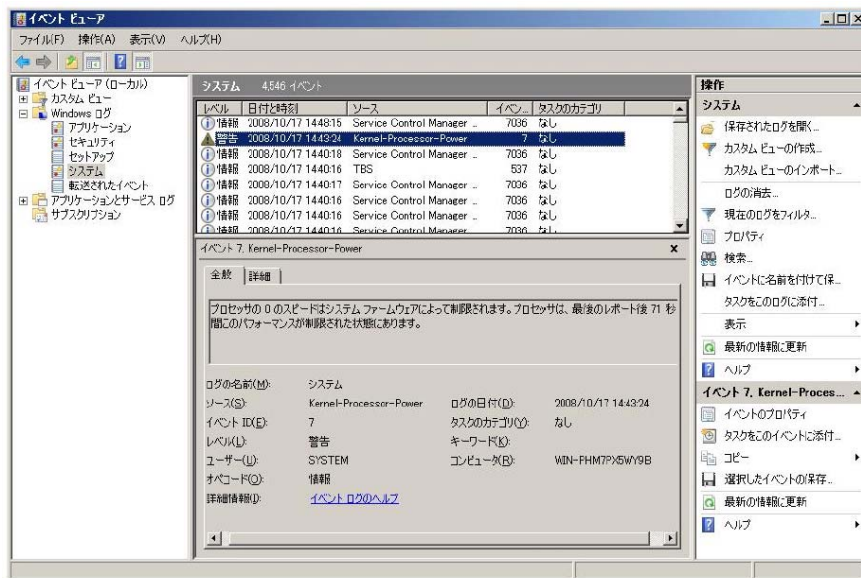 イベント ビューア
ファイル(F) 操作(A) 表示(V) ヘルプ(H)
イベント ビューア (ローカル)
カスタム ビュー
Windows ログ
アプリケーション
セキュリティ
セットアップ
システム
転送されたイベント
アプリケーションとサービス ログ
サブスクリプション
システム 4,546 イベント
レベル 日付と時刻 ソース イベン... タスクのカテゴリ
情報 2008/10/17 14:48:15 Service Control Manager ... 7036 なし
警告 2008/10/17 14:43:24 Kernel-Processor-Power 7 なし
情報 2008/10/17 14:40:18 Service Control Manager ... 7036 なし
情報 2008/10/17 14:40:16 TBS 537 なし
情報 2008/10/17 14:40:17 Service Control Manager ... 7036 なし
情報 2008/10/17 14:40:16 Service Control Manager ... 7036 なし
情報 2008/10/17 14:40:16 Service Control Manager ... 7036 なし
イベント 7, Kernel-Processor-Power
全般 詳細
プロセッサの 0 のスピードはシステム ファームウェアによって制限されます。プロセッサは、最後のレポート後 71 秒
間このパフォーマンスが制限された状態にあります。
ログの名前(M): システム
ソース(S): Kernel-Processor-Power ログの日付(D): 2008/10/17 14:43:24
イベント ID(E): 7 タスクのカテゴリ(Y): なし
レベル(L): 警告 キーワード(K):
ユーザー(U): SYSTEM コンピュータ(R): WIN-PHM7PX5WY9B
オペコード(O): 情報
詳細情報(I): イベント ログのヘルプ
操作
システム
保存されたログを開く...
カスタム ビューの作成...
カスタム ビューのインポート...
ログの消去...
現在のログをフィルタ...
プロパティ
検索...
イベントに名前を付けて保...
タスクをこのログに添付...
表示
最新の情報に更新
ヘルプ
イベント 7, Kernel-Proces...
イベントのプロパティ
タスクをこのイベントに添付...
コピー
選択したイベントの保存...
最新の情報に更新
ヘルプ